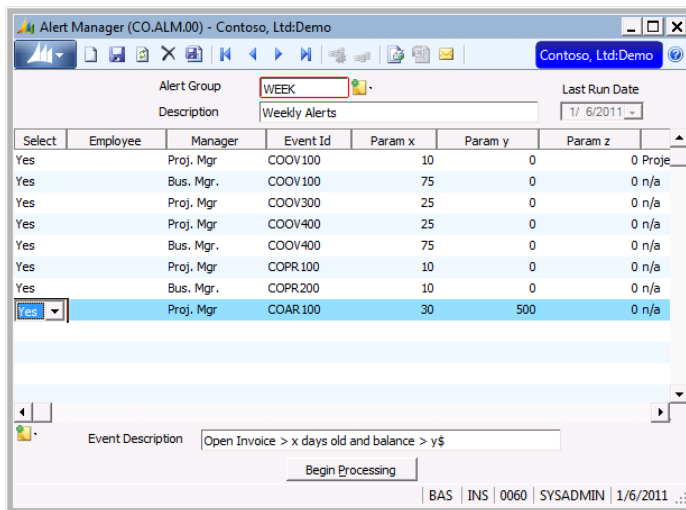 Alert Manager (CO.ALM.00) - Contoso, Ltd:Demo
Contoso, Ltd:Demo
Alert Group WEEK Last Run Date
Description Weekly Alerts 1/ 6/2011
Select Employee Manager Event Id Param x Param y Param z
Yes Proj. Mgr COOV100 10 0 0 Proje
Yes Bus. Mgr. COOV100 75 0 0 n/a
Yes Proj. Mgr COOV300 25 0 0 n/a
Yes Proj. Mgr COOV400 25 0 0 n/a
Yes Bus. Mgr. COOV400 75 0 0 n/a
Yes Proj. Mgr COPR100 10 0 0 n/a
Yes Bus. Mgr. COPR200 10 0 0 n/a
Yes Proj. Mgr COAR100 30 500 0 n/a
Event Description Open Invoice > x days old and balance > y$
Begin Processing
BAS INS 0060 SYSADMIN 1/6/2011